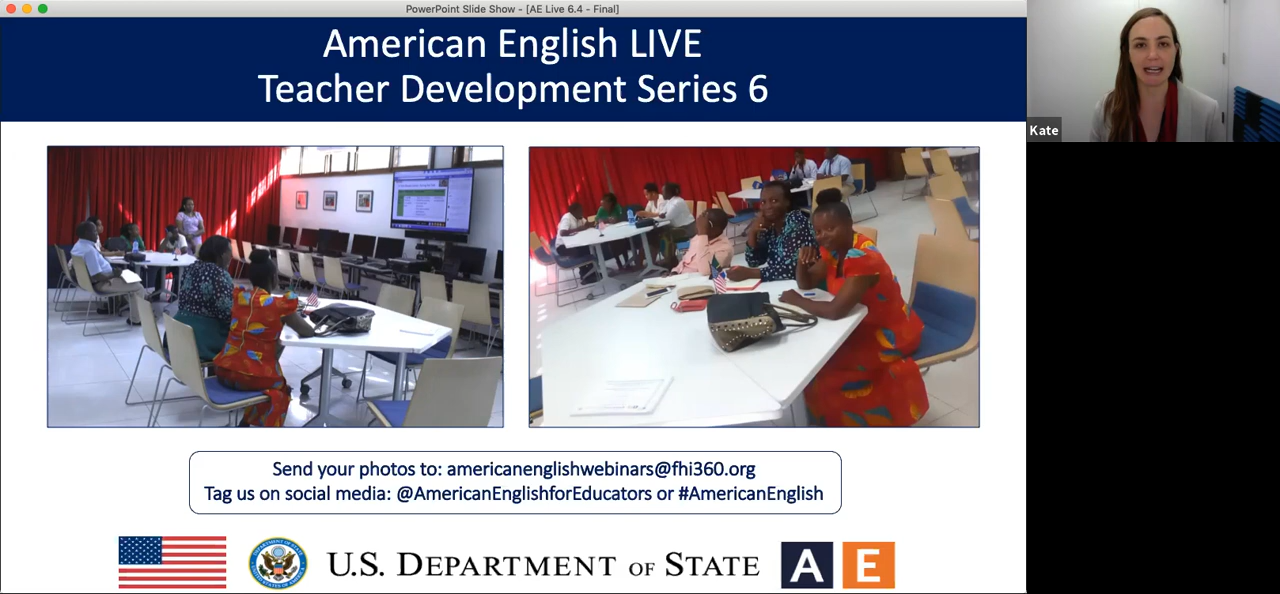 PowerPoint Slide Show - [AE Live 6.4 - Final]
American English LIVE
Teacher Development Series 6
Kate
Send your photos to: americanenglishwebinars@fhi360.org
Tag us on social media: @AmericanEnglishforEducators or #AmericanEnglish
U.S. DEPARTMENT OF STATE
A E